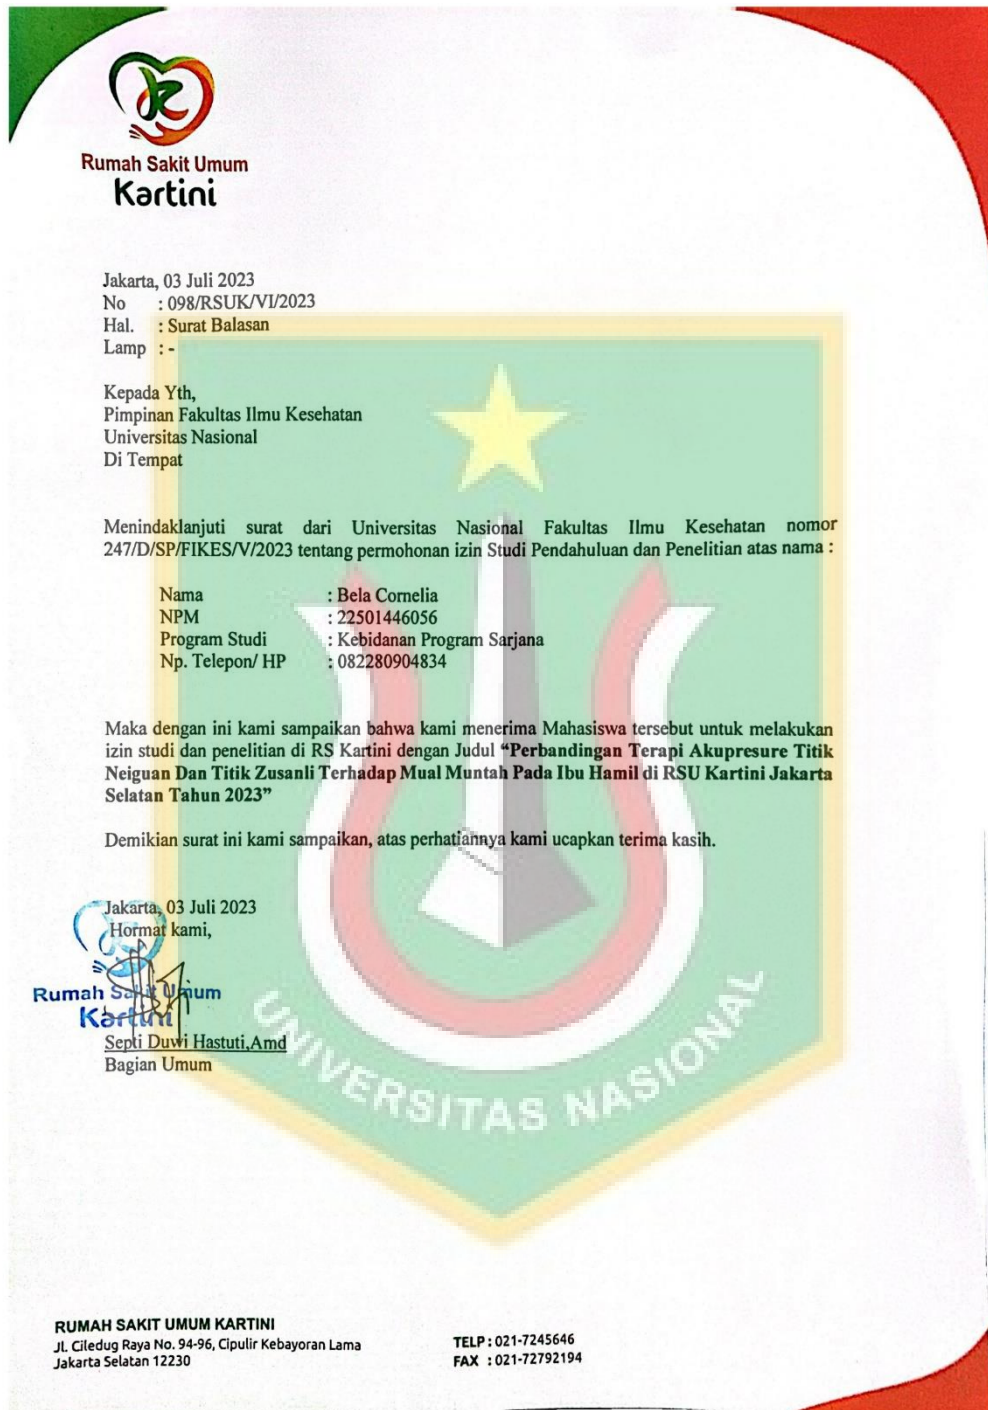 Rumah Sakit Umum
Kartini
Jakarta, 03 Juli 2023
No : 098/RSUK/VI/2023
Hal. : Surat Balasan
Lamp : -
Kepada Yth,
Pimpinan Fakultas Ilmu Kesehatan
Universitas Nasional
Di Tempat
Menindaklanjuti surat dari Universitas Nasional Fakultas Ilmu Kesehatan nomor
247/D/SP/FIKES/V/2023 tentang permohonan izin Studi Pendahuluan dan Penelitian atas nama :
Nama : Bela Cornelia
NPM : 22501446056
Program Studi : Kebidanan Program Sarjana
Np. Telepon/ HP : 082280904834
Maka dengan ini kami sampaikan bahwa kami menerima Mahasiswa tersebut untuk melakukan
izin studi dan penelitian di RS Kartini dengan Judul “Perbandingan Terapi Akupresure Titik
Neiguan Dan Titik Zusanli Terhadap Mual Muntah Pada Ibu Hamil di RSU Kartini Jakarta
Selatan Tahun 2023”
Demikian surat ini kami sampaikan, atas perhatiannya kami ucapkan terima kasih.
Jakarta, 03 Juli 2023
Hormat kami,
Rumah Sakit Umum
Kartini
Septi Duwi Hastuti,Amd
Bagian Umum
UNIVERSITAS NASIONAL
RUMAH SAKIT UMUM KARTINI
Jl. Ciledug Raya No. 94-96, Cipulir Kebayoran Lama
Jakarta Selatan 12230
TELP : 021-7245646
FAX : 021-72792194